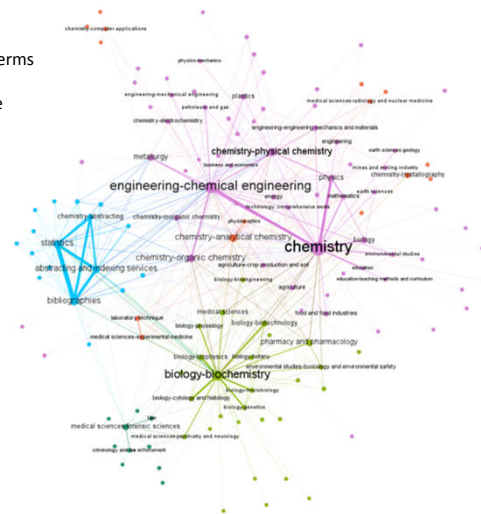 chemistry-computer applications
erms
physics-mechanics
e
engineering-mechanical engineering
plastics
medical sciences-radiology and nuclear medicine
petroleum and gas
chemistry-electrochemistry
engineering-engineering mechanics and materials
engineering
chemistry-physical chemistry
earth sciences-geology
metallurgy
business and economics
mines and mining industry
physics
chemistry-crystallography
engineering-chemical engineering
earth sciences
energy
mathematics
technology: comprehensive works
chemistry-abstracting
chemistry-inorganic chemistry
physics-optics
chemistry-analytical chemistry
statistics
chemistry
biology
environmental studies
chemistry-organic chemistry
abstracting and indexing services
agriculture-crop production and soil
education
biology-bioengineering
education-teaching methods and curriculum
agriculture
bibliographies
medical sciences
food and food industries
laboratory technique
biology-physiology
biology-biotechnology
medical sciences-experimental medicine
pharmacy and pharmacology
biology-biophysics
biology-botany
environmental studies-toxicology and environmental safety
biology-biochemistry
biology-microbiology
biology-cytology and histology
biology-genetics
law
medical sciences-forensic sciences
medical sciences-psychiatry and neurology
criminology and law enforcement